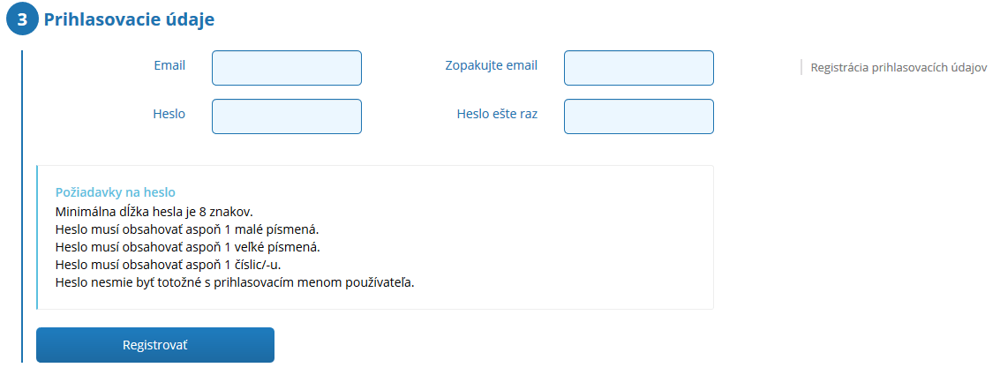 3 Prihlasovacie údaje
Email
Zopakujte email
Registrácia prihlasovacích údajov
Heslo
Heslo ešte raz
Požiadavky na heslo
Minimálna dĺžka hesla je 8 znakov.
Heslo musí obsahovať aspoň 1 malé písmená.
Heslo musí obsahovať aspoň 1 veľké písmená.
Heslo musí obsahovať aspoň 1 číslic/-u.
Heslo nesmie byť totožné s prihlasovacím menom používateľa.
Registrovať